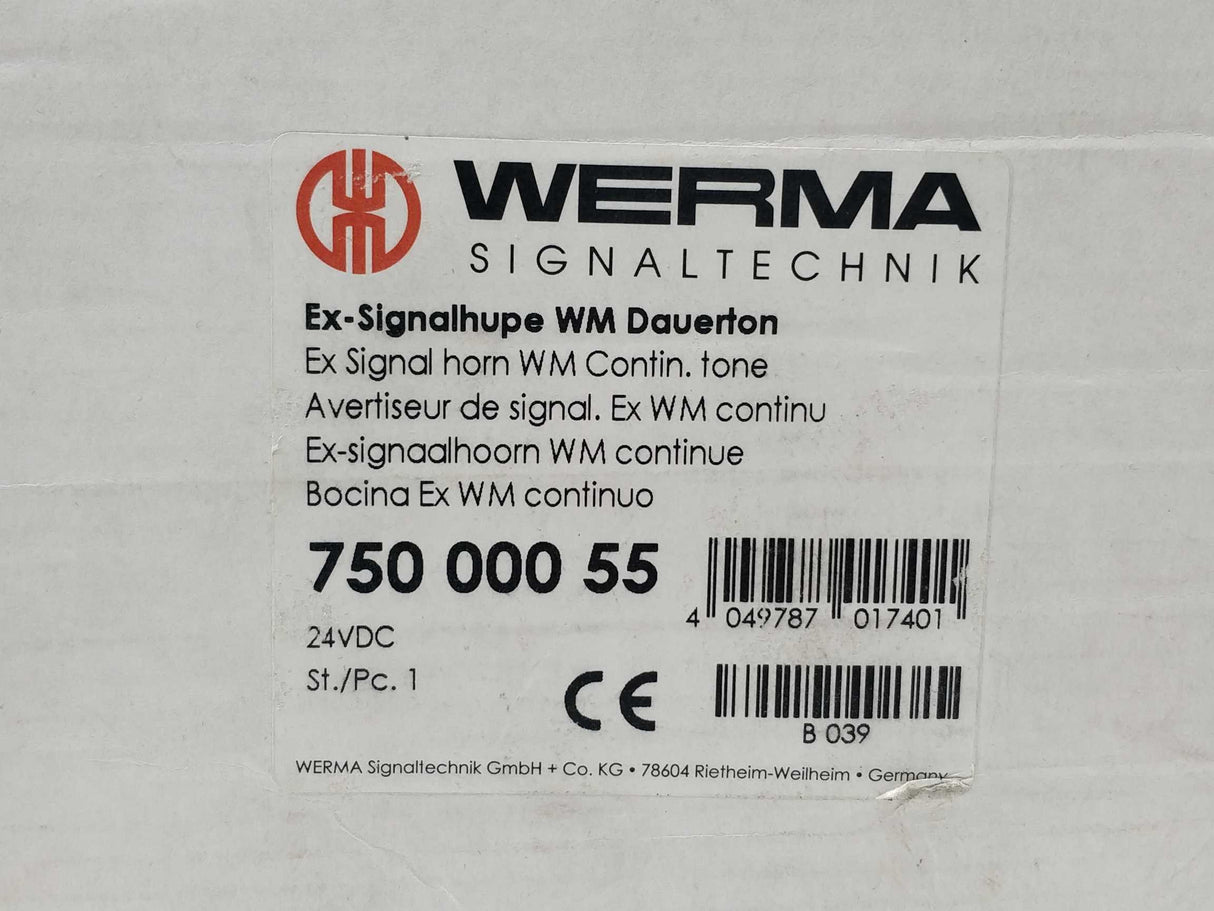 WERMA
SIGNALTECHNIK
Ex-Signalhupe WM Dauerton
Ex Signal horn WM Contin. tone
Avertiseur de signal. Ex WM continu
Ex-signaalhoorn WM continue
Bocina Ex WM continuo
750 000 55
4 049787 017401
24VDC
St./Pc. 1
CE
B 039
WERMA Signaltechnik GmbH + Co. KG • 78604 Rietheim-Weilheim • Germany